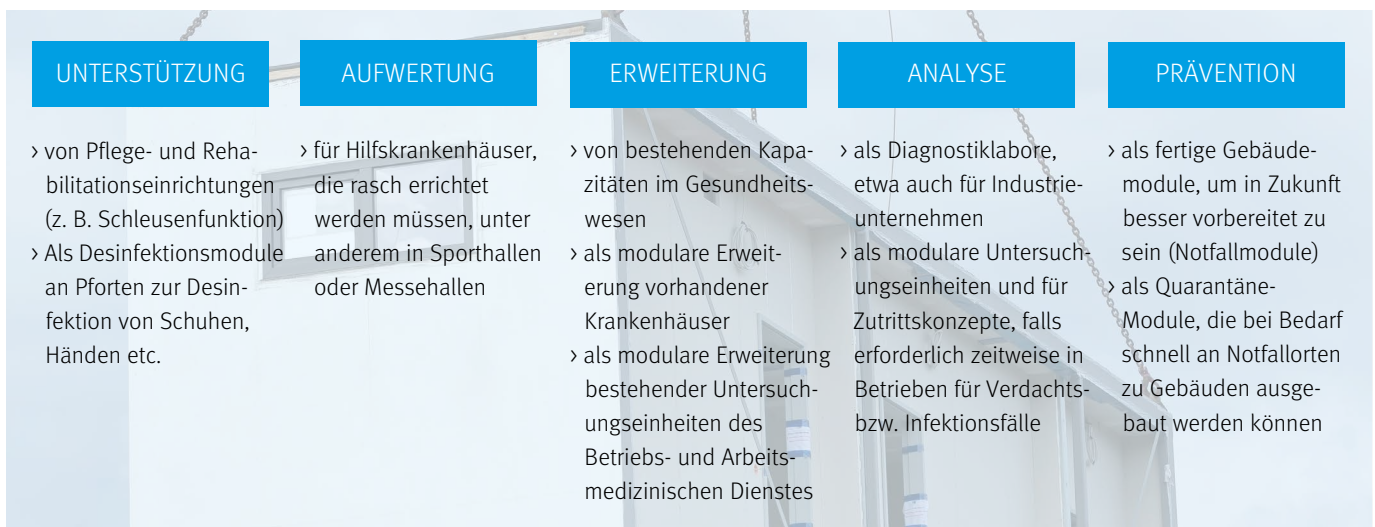 UNTERSTÜTZUNG
› von Pflege- und Reha-
bilitationseinrichtungen
(z. B. Schleusenfunktion)
› Als Desinfektionsmodule
an Pforten zur Desin-
fektion von Schuhen,
Händen etc.
AUFWERTUNG
› für Hilfskrankenhäuser,
die rasch errichtet
werden müssen, unter
anderem in Sporthallen
oder Messehallen
ERWEITERUNG
› von bestehenden Kapa-
zitäten im Gesundheits-
wesen
› als modulare Erweit-
erung vorhandener
Krankenhäuser
› als modulare Erweiterung
bestehender Untersuch-
ungseinheiten des
Betriebs- und Arbeits-
medizinischen Dienstes
ANALYSE
› als Diagnostiklabore,
etwa auch für Industrie-
unternehmen
› als modulare Untersuch-
ungseinheiten und für
Zutrittskonzepte, falls
erforderlich zeitweise in
Betrieben für Verdachts-
bzw. Infektionsfälle
PRÄVENTION
› als fertige Gebäude-
module, um in Zukunft
besser vorbereitet zu
sein (Notfallmodule)
› als Quarantäne-
Module, die bei Bedarf
schnell an Notfallorten
zu Gebäuden ausge-
baut werden können